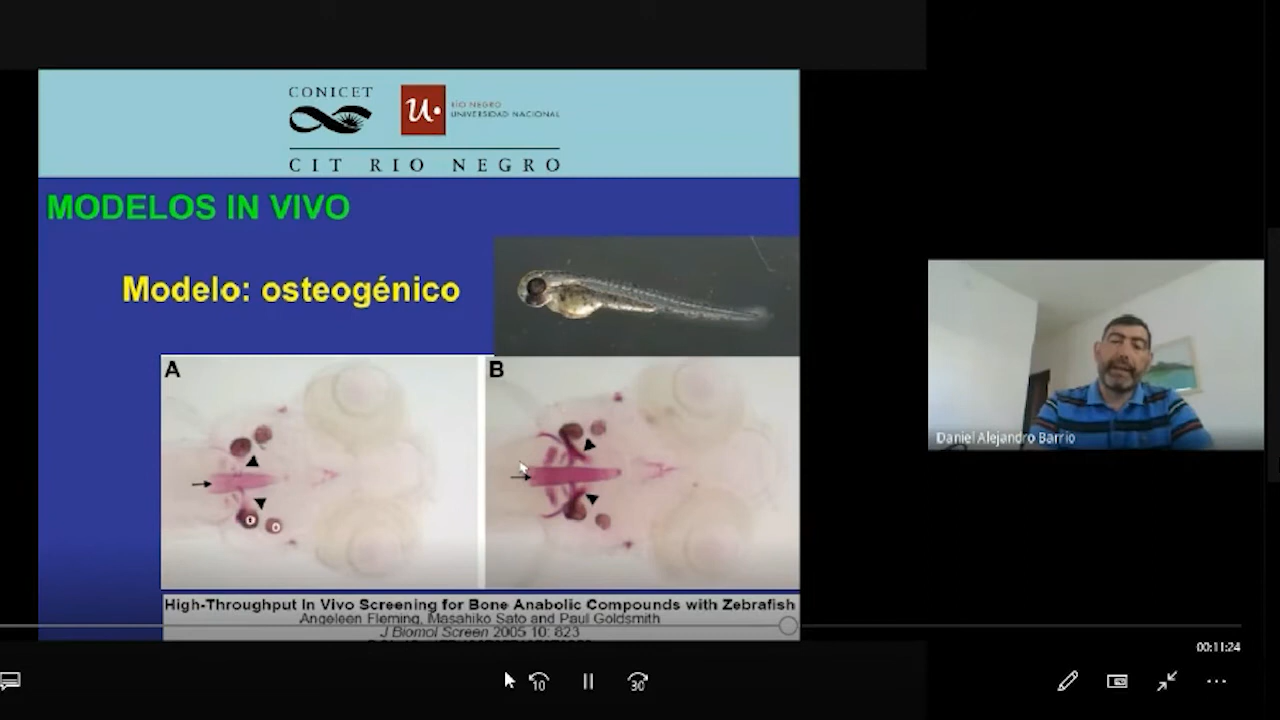 CONICET
U
RÍO NEGRO
UNIVERSIDAD NACIONAL
CIT RIO NEGRO
MODELOS IN VIVO
Modelo: osteogénico
A
B
o
o
High-Throughput In Vivo Screening for Bone Anabolic Compounds with Zebrafish
Angeleen Fleming, Masahiko Sato and Paul Goldsmith
J Biomol Screen 2005 10: 823
Daniel Alejandro Barrio
00:11:24
10
30